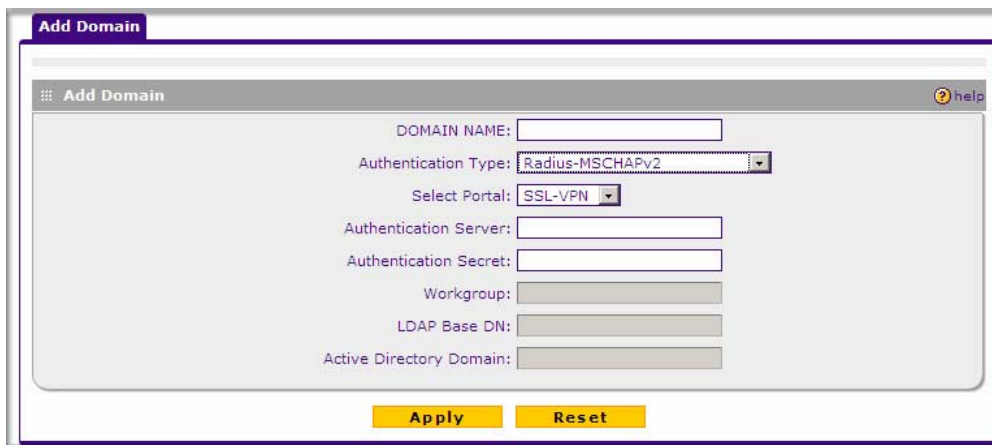 Add Domain
Add Domain
help
DOMAIN NAME:
Authentication Type: Radius-MSCHAPv2
Select Portal: SSL-VPN
Authentication Server:
Authentication Secret:
Workgroup:
LDAP Base DN:
Active Directory Domain:
Apply Reset